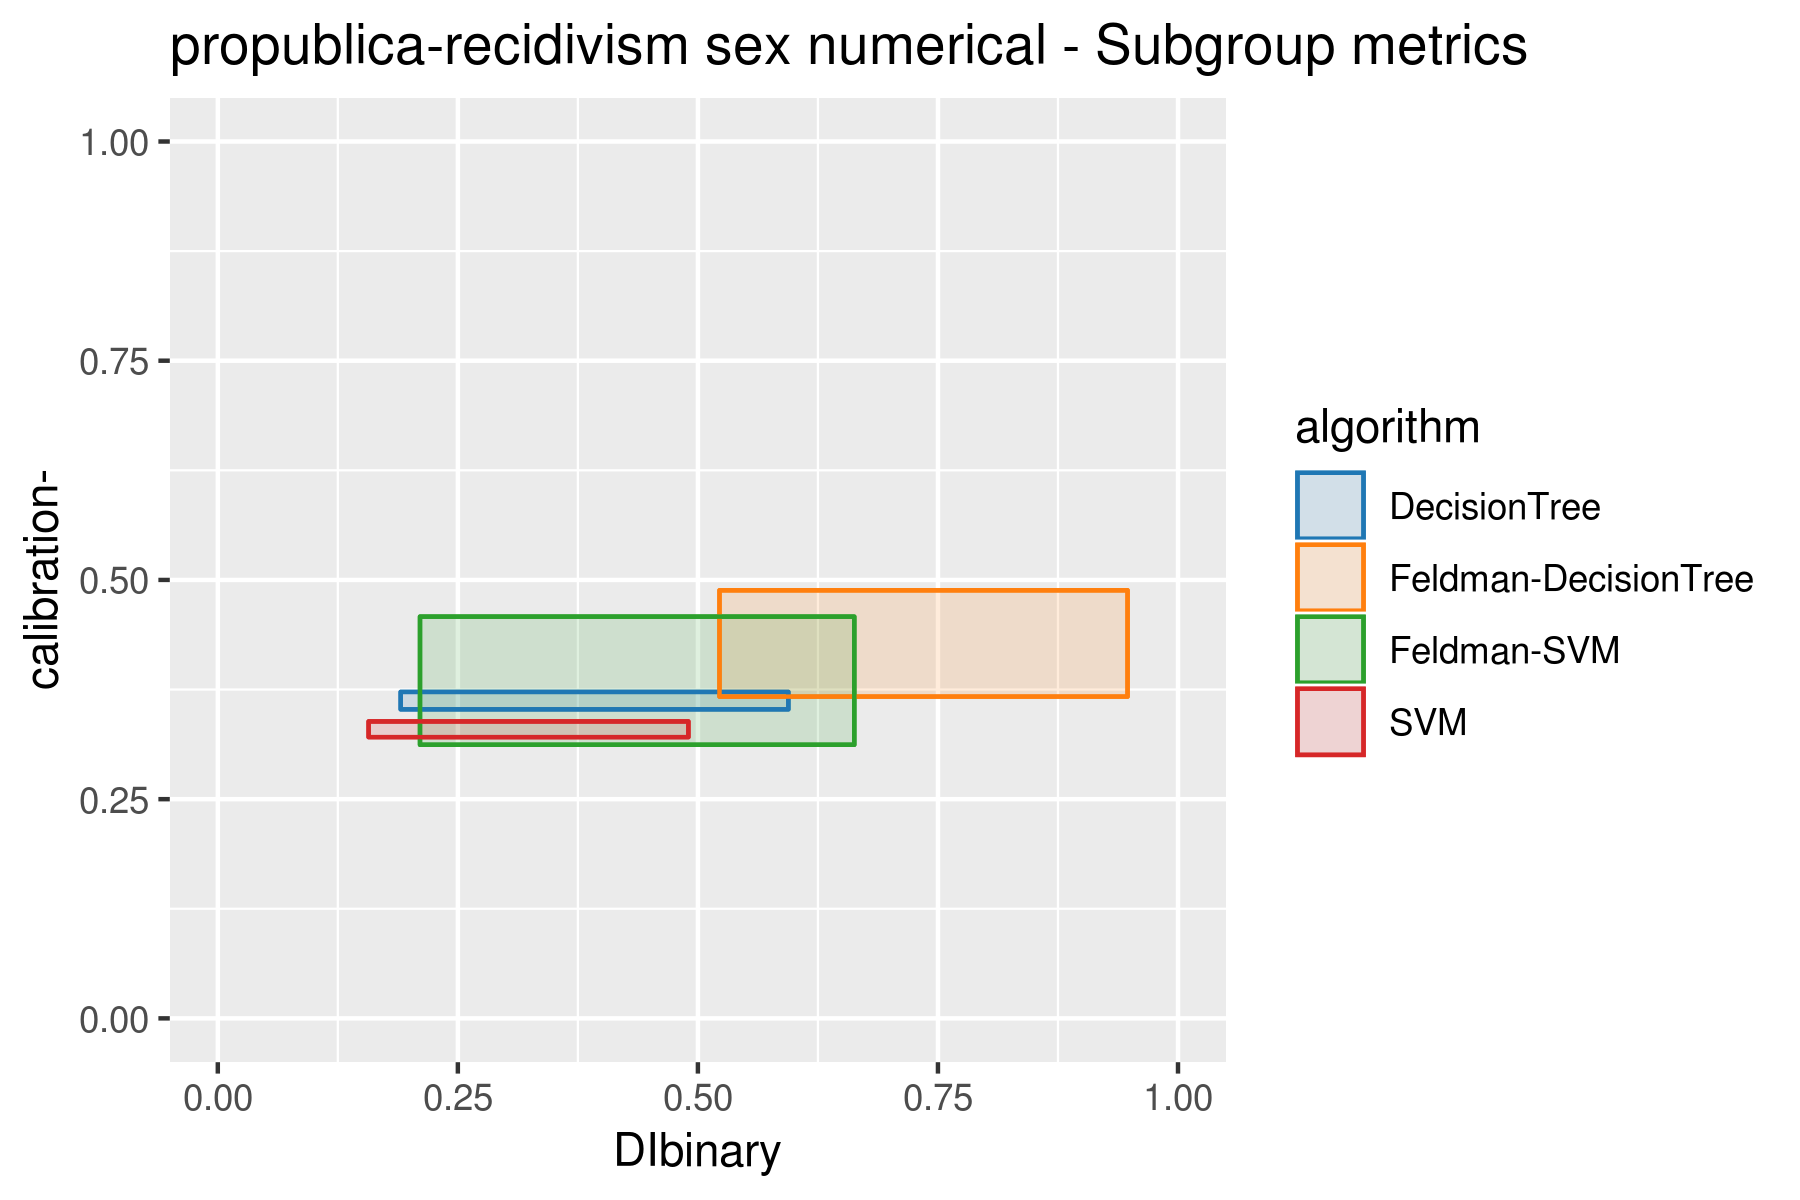 propublica-recidivism sex numerical - Subgroup metrics
calibration-
1.00
0.75
0.50
0.25
0.00
0.00 0.25 0.50 0.75 1.00
DIbinary
algorithm
DecisionTree
Feldman-DecisionTree
Feldman-SVM
SVM